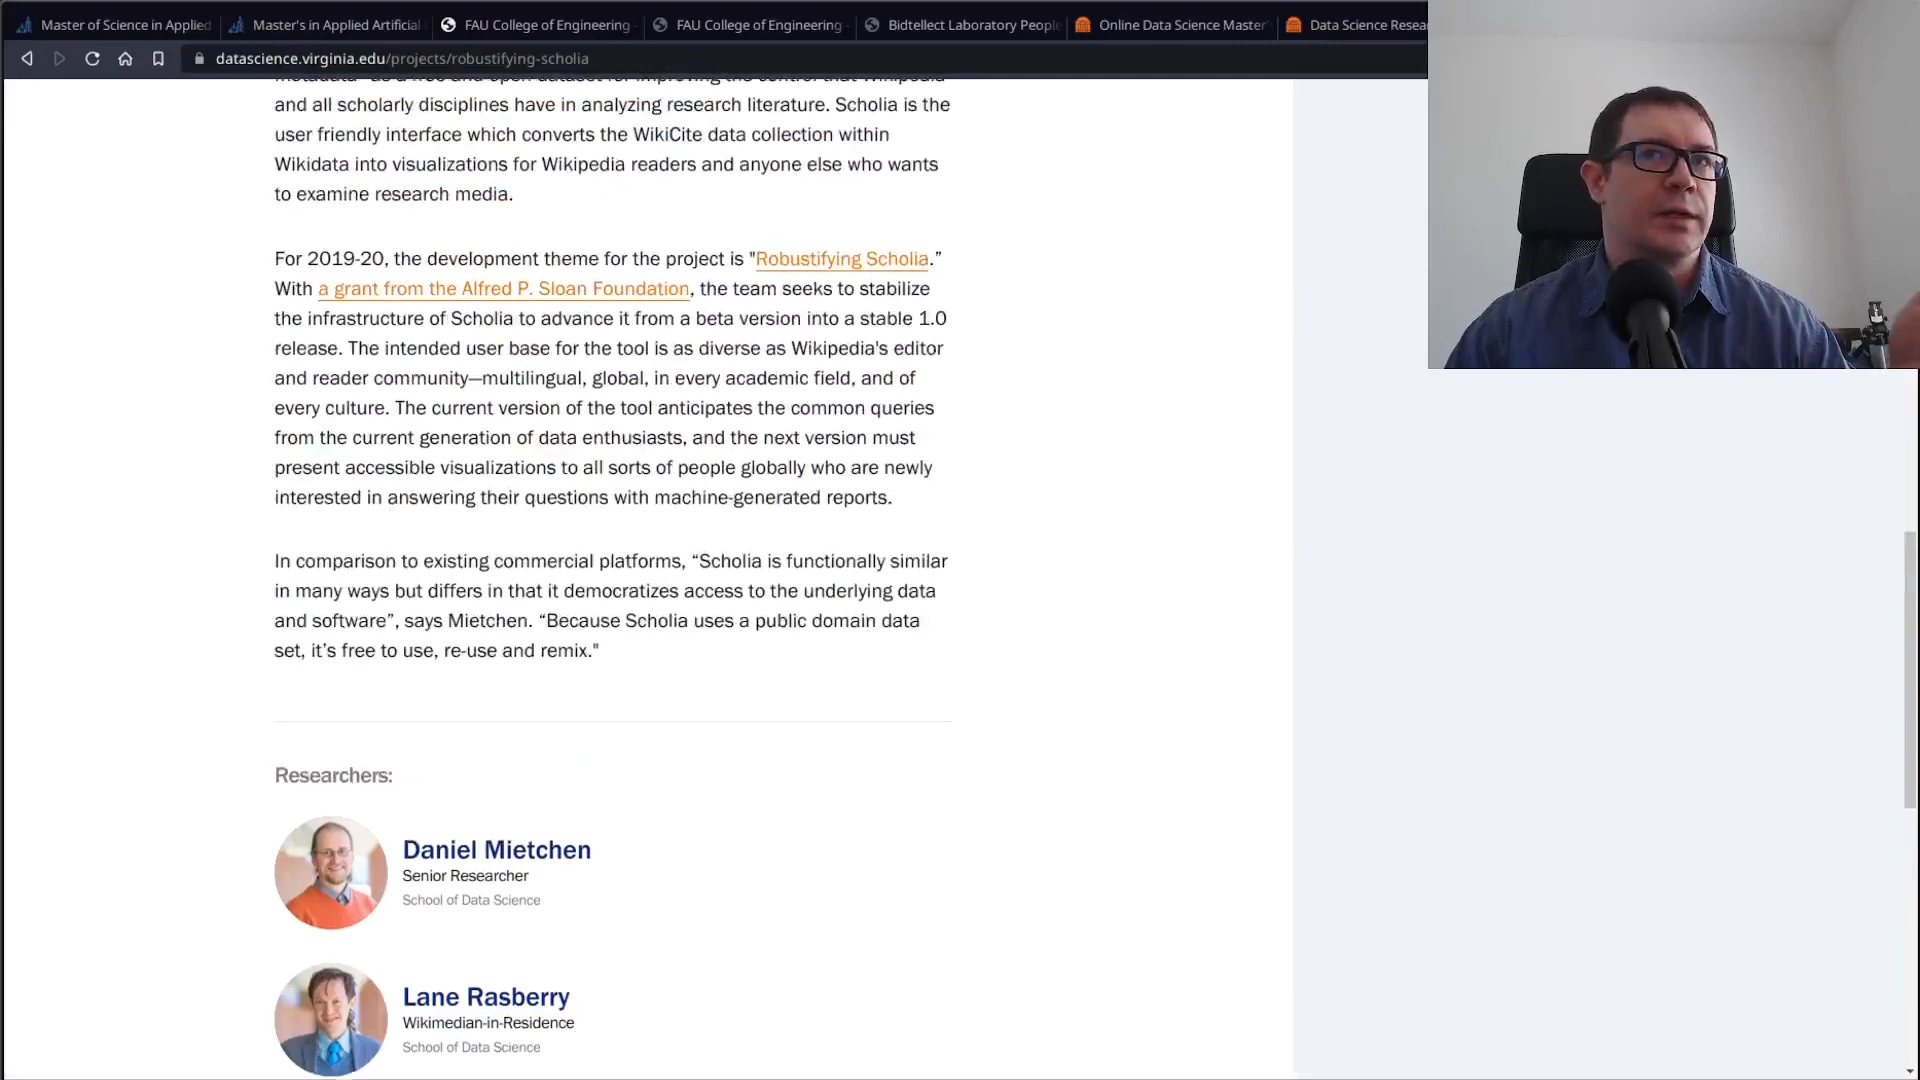 Master of Science in Applied
Master's in Applied Artificial
FAU College of Engineering -
FAU College of Engineering -
Bidtellect Laboratory People
Online Data Science Master'
Data Science Resea
datascience.virginia.edu/projects/robustifying-scholia
and all scholarly disciplines have in analyzing research literature. Scholia is the
user friendly interface which converts the WikiCite data collection within
Wikidata into visualizations for Wikipedia readers and anyone else who wants
to examine research media.
For 2019-20, the development theme for the project is "Robustifying Scholia.”
With a grant from the Alfred P. Sloan Foundation, the team seeks to stabilize
the infrastructure of Scholia to advance it from a beta version into a stable 1.0
release. The intended user base for the tool is as diverse as Wikipedia's editor
and reader community—multilingual, global, in every academic field, and of
every culture. The current version of the tool anticipates the common queries
from the current generation of data enthusiasts, and the next version must
present accessible visualizations to all sorts of people globally who are newly
interested in answering their questions with machine-generated reports.
In comparison to existing commercial platforms, “Scholia is functionally similar
in many ways but differs in that it democratizes access to the underlying data
and software”, says Mietchen. “Because Scholia uses a public domain data
set, it’s free to use, re-use and remix."
Researchers:
Daniel Mietchen
Senior Researcher
School of Data Science
Lane Rasberry
Wikimedian-in-Residence
School of Data Science